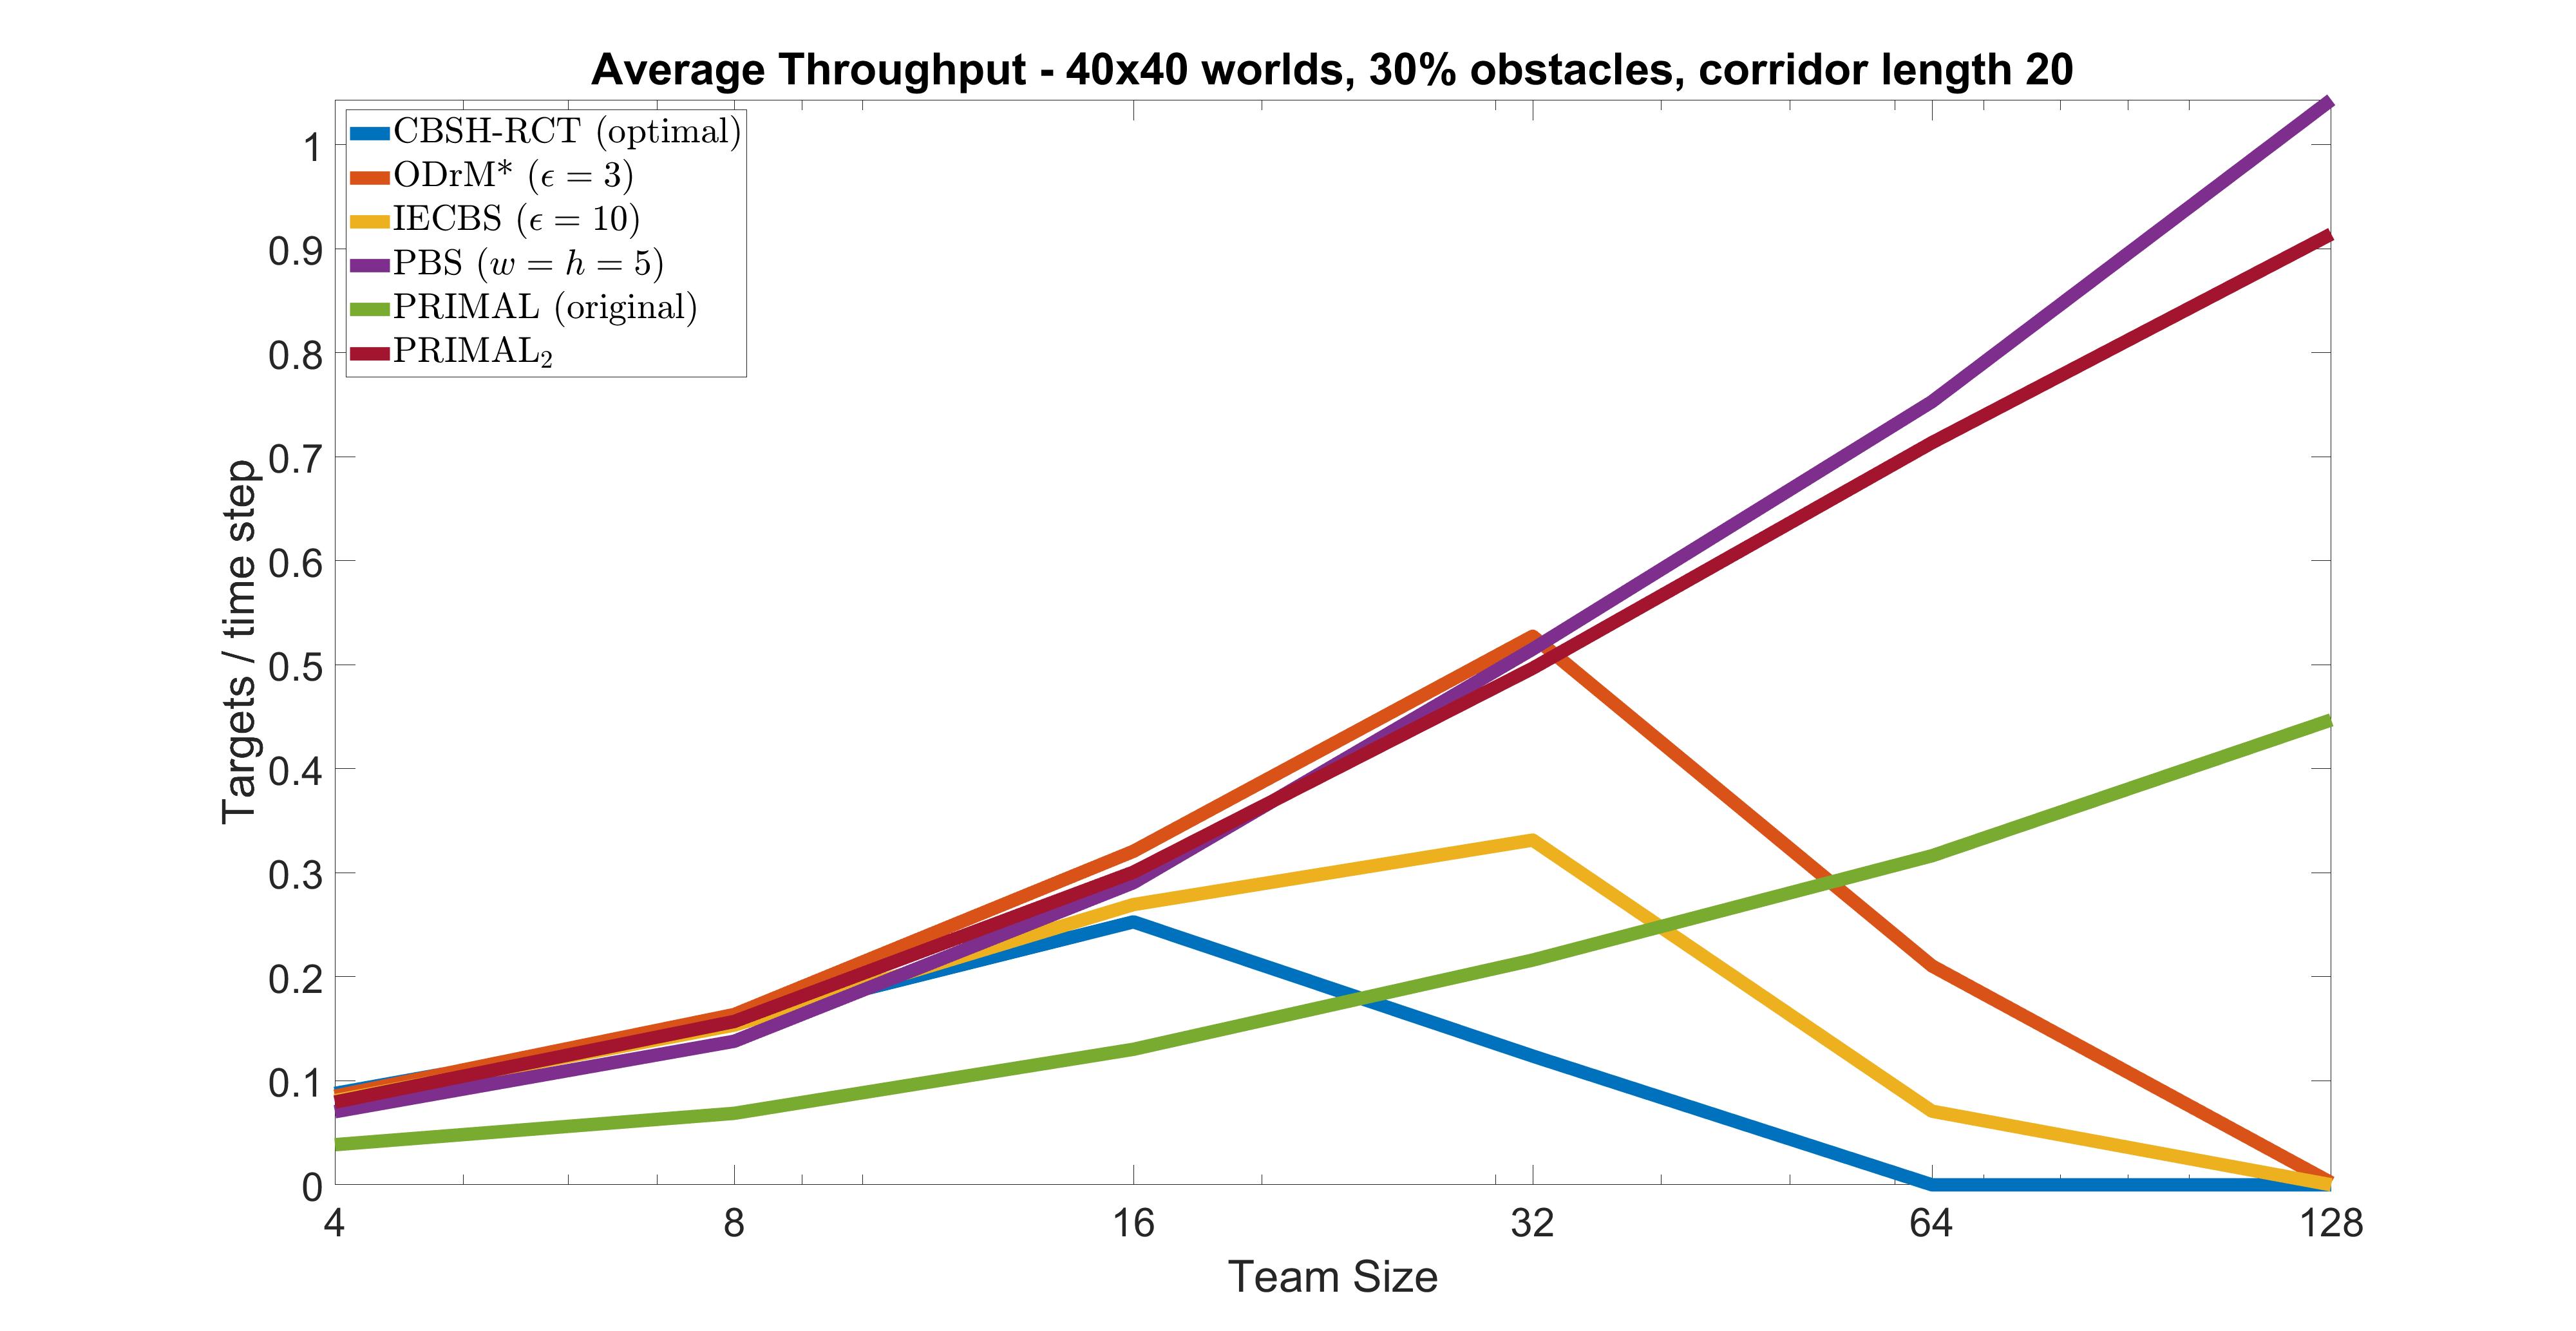 Average Throughput - 40x40 worlds, 30% obstacles, corridor length 20
CBSH-RCT (optimal)
ODrM* (ϵ = 3)
IECBS (ϵ = 10)
PBS (w = h = 5)
PRIMAL (original)
PRIMAL₂
Targets / time step
1
0.9
0.8
0.7
0.6
0.5
0.4
0.3
0.2
0.1
0
4 8 16 32 64 128
Team Size